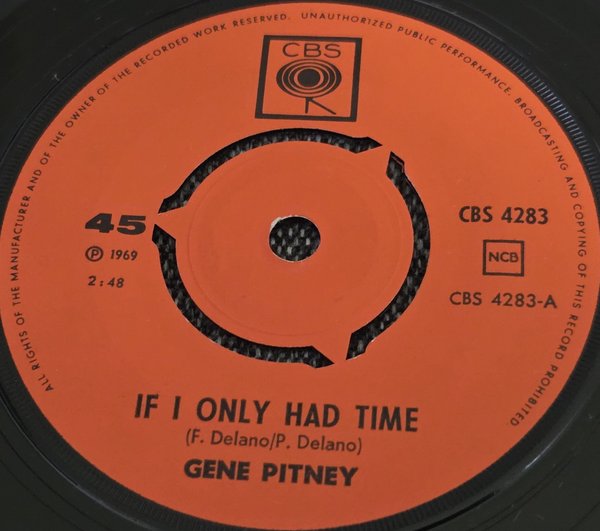 ALL RIGHTS OF THE MANUFACTURER AND OF THE OWNER OF THE RECORDED WORK RESERVED. UNAUTHORIZED PUBLIC PERFORMANCE, BROADCASTING AND COPYING OF THIS RECORD PROHIBITED
CBS
45
CBS 4283
Ⓟ 1969
NCB
2:48
CBS 4283-A
IF I ONLY HAD TIME
(F. Delano/P. Delano)
GENE PITNEY